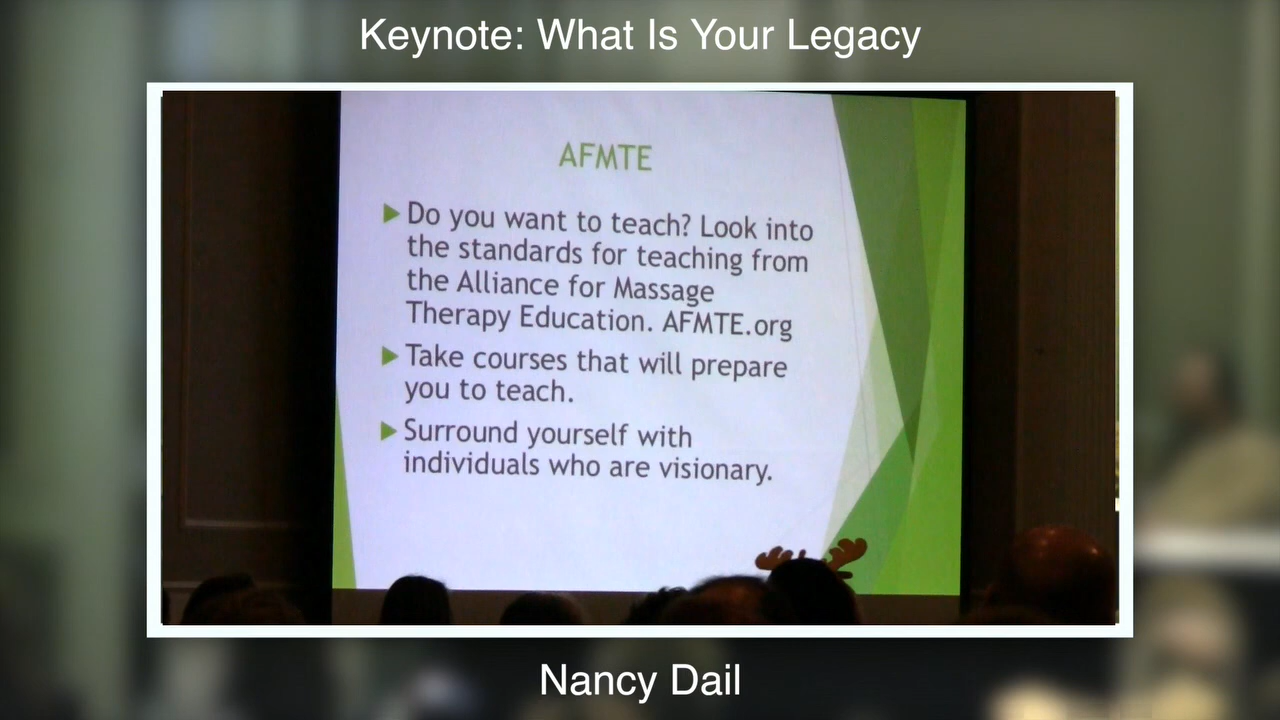 Keynote: What Is Your Legacy
AFMTE
Do you want to teach? Look into
the standards for teaching from
the Alliance for Massage
Therapy Education. AFMTE.org
Take courses that will prepare
you to teach.
Surround yourself with
individuals who are visionary.
Nancy Dail